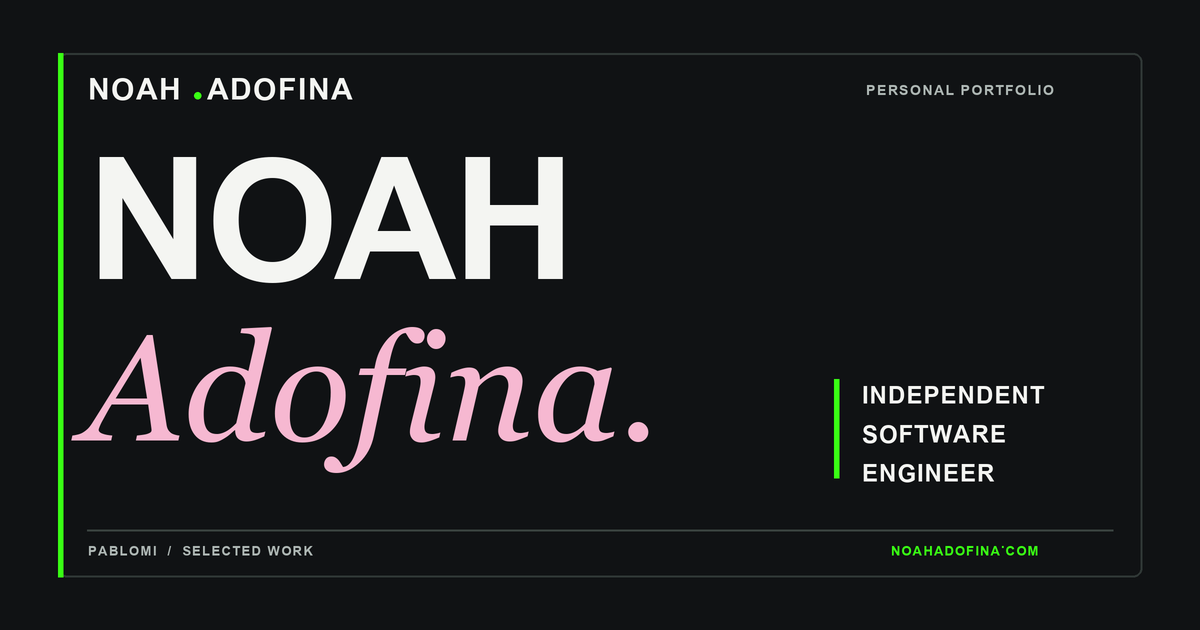 NOAH .ADOFINA
PERSONAL PORTFOLIO
NOAH
Adofina.
INDEPENDENT
SOFTWARE
ENGINEER
PABLOMI / SELECTED WORK
NOAHADOFINA˙COM